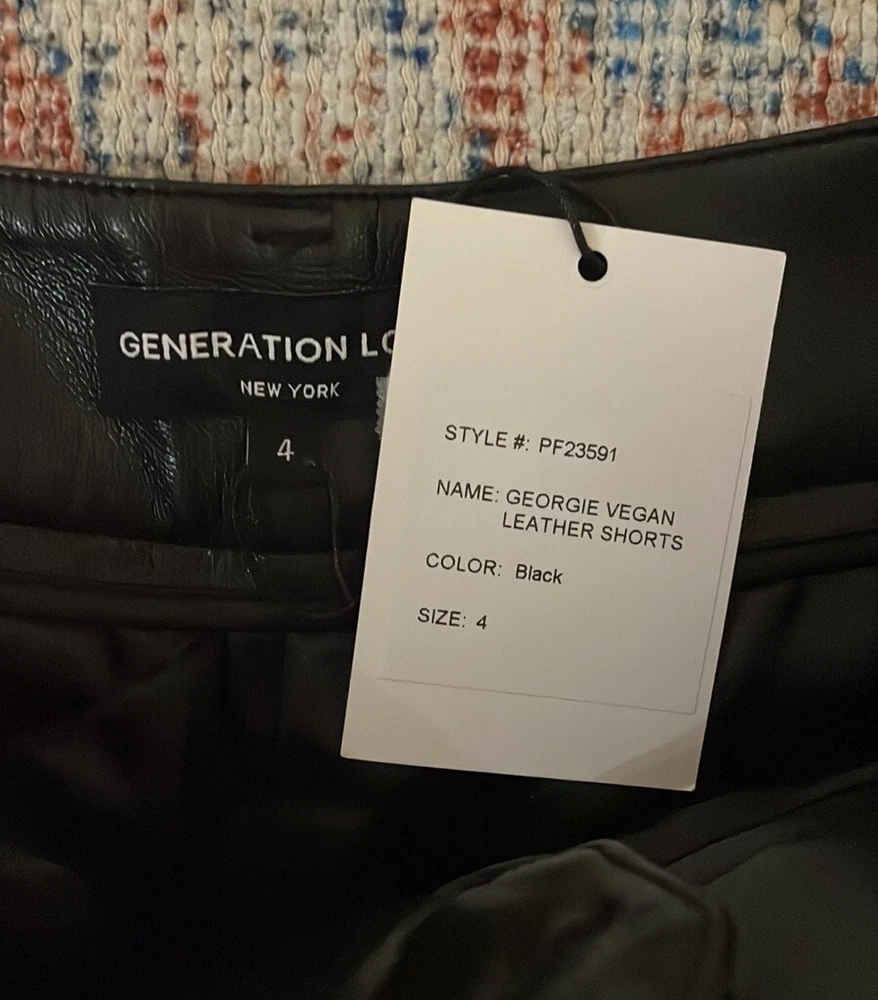 GENERATION LO
NEW YORK
4
STYLE #: PF23591
NAME: GEORGIE VEGAN
LEATHER SHORTS
COLOR: Black
SIZE: 4